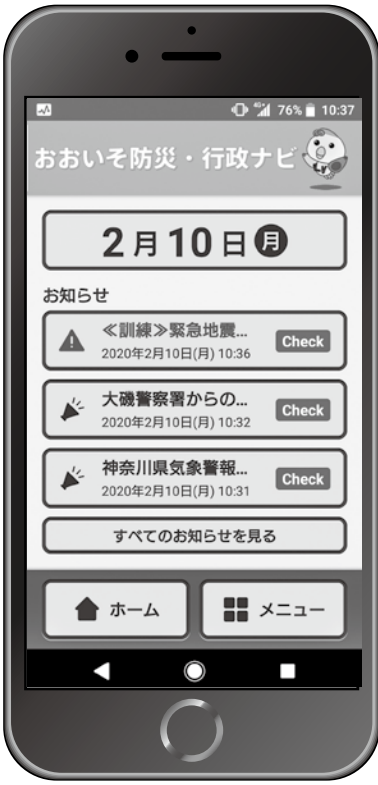 4G 76% 10:37
おおいそ防災・行政ナビ
2月10日月
お知らせ
≪訓練≫緊急地震...
2020年2月10日(月) 10:36
Check
大磯警察署からの...
2020年2月10日(月) 10:32
Check
神奈川県気象警報...
2020年2月10日(月) 10:31
Check
すべてのお知らせを見る
ホーム
メニュー